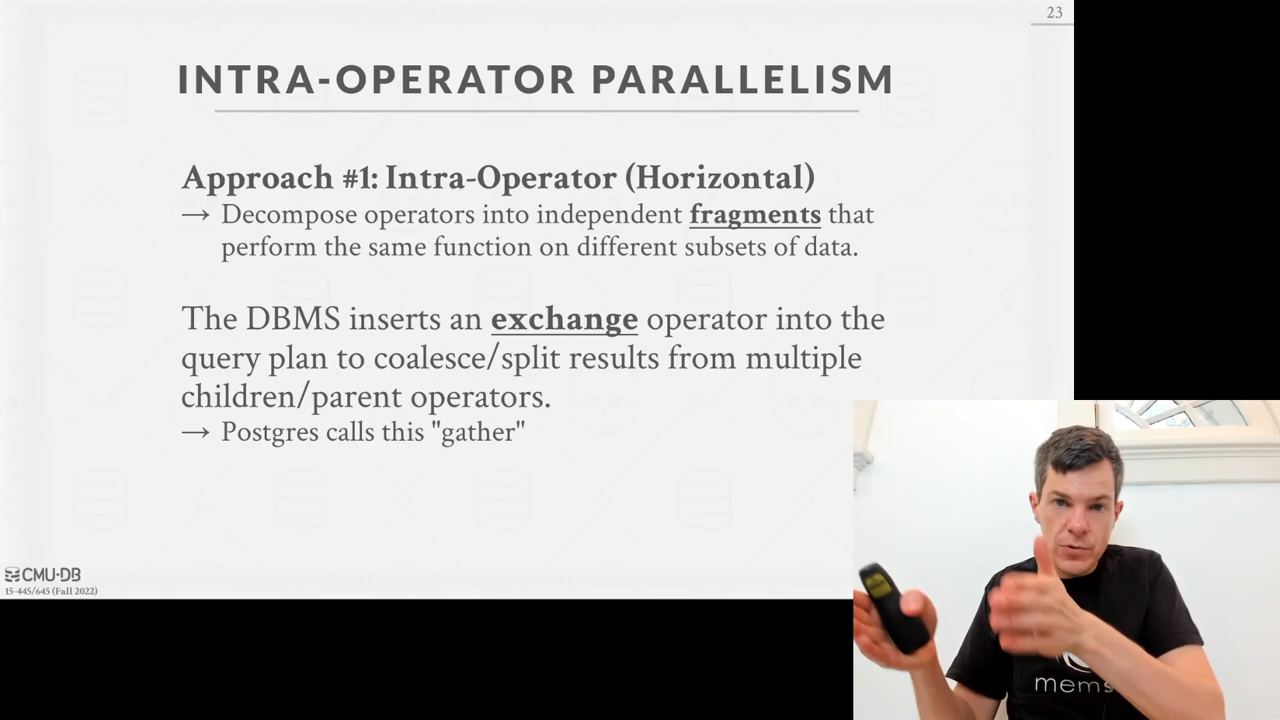 23
INTRA-OPERATOR PARALLELISM
Approach #1: Intra-Operator (Horizontal)
→ Decompose operators into independent fragments that
perform the same function on different subsets of data.
The DBMS inserts an exchange operator into the
query plan to coalesce/split results from multiple
children/parent operators.
→ Postgres calls this "gather"
CMU·DB
15-445/645 (Fall 2022)
mems